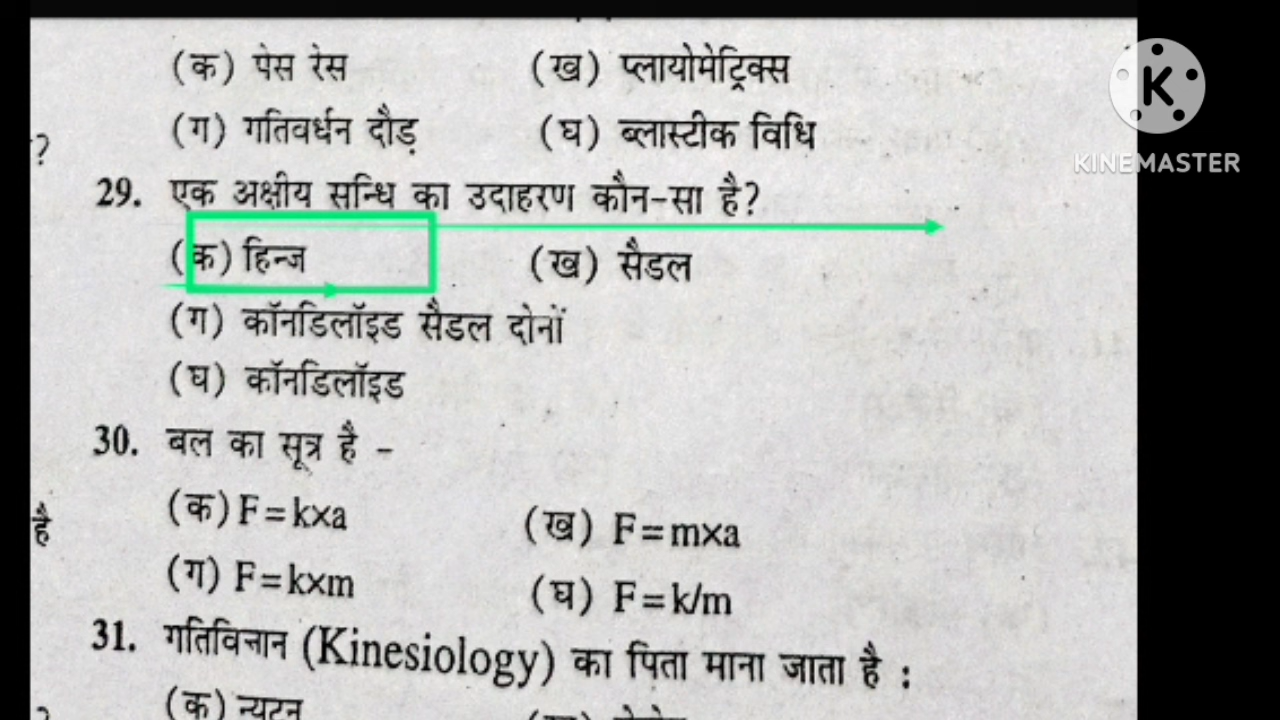 (क) पेस रेस (ख) प्लायोमेट्रिक्स
(ग) गतिवर्धन दौड़ (घ) ब्लास्टीक विधि
?
29. एक अक्षीय सन्धि का उदाहरण कौन-सा है?
(क) हिन्ज (ख) सैडल
(ग) कॉनडिलॉइड सैडल दोनों
(घ) कॉनडिलॉइड
30. बल का सूत्र है -
(क) F=k×a (ख) F=m×a
है
(ग) F=k×m (घ) F=k/m
31. गतिविज्ञान (Kinesiology) का पिता माना जाता है :
(क) न्यूटन
K
KINEMASTER